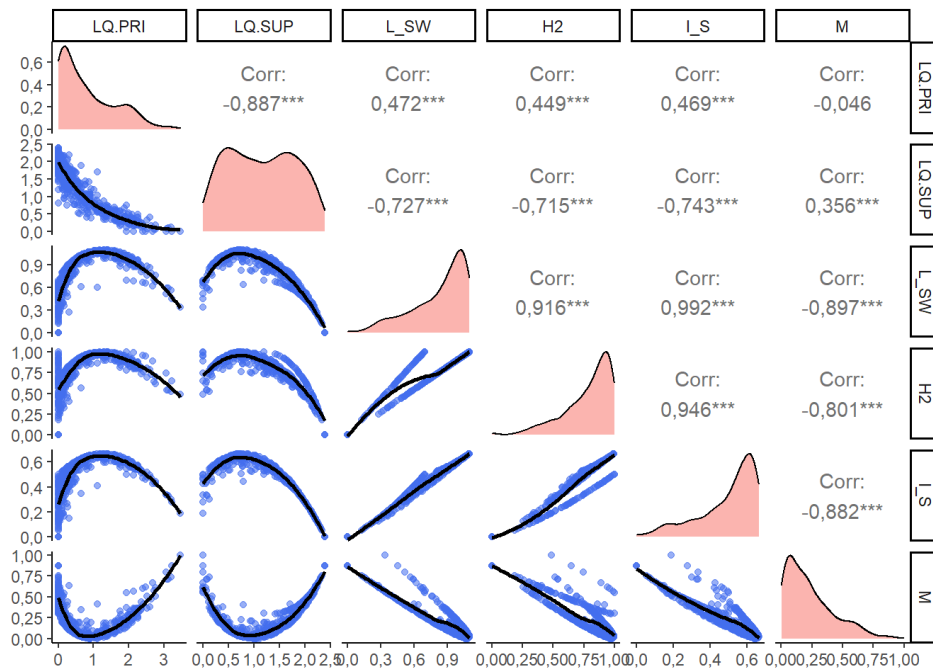 LQ.PRI LQ.SUP L_SW H2 I_S M
0,6
0,4
0,2
0,0
Corr:
-0,887***
Corr:
0,472***
Corr:
0,449***
Corr:
0,469***
Corr:
-0,046
LQ.PRI
2,5
2,0
1,5
1,0
0,5
0,0
Corr:
-0,727***
Corr:
-0,715***
Corr:
-0,743***
Corr:
0,356***
LQ.SUP
0,9
0,6
0,3
0,0
Corr:
0,916***
Corr:
0,992***
Corr:
-0,897***
L_SW
1,00
0,75
0,50
0,25
0,00
Corr:
0,946***
Corr:
-0,801***
H2
0,6
0,4
0,2
0,0
Corr:
-0,882***
I_S
1,00
0,75
0,50
0,25
0,00
M
0 1 2 3 0,0 0,5 1,0 1,5 2,0 2,5 0,0 0,3 0,6 0,9 0,00 0,25 0,50 0,75 1,00 0,0 0,2 0,4 0,6 0,00 0,25 0,50 0,75 1,00